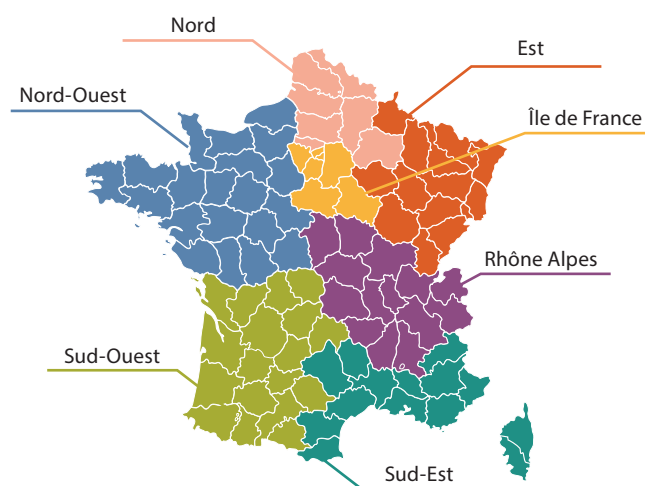 Nord
Est
Nord-Ouest
Île de France
Rhône Alpes
Sud-Ouest
Sud-Est